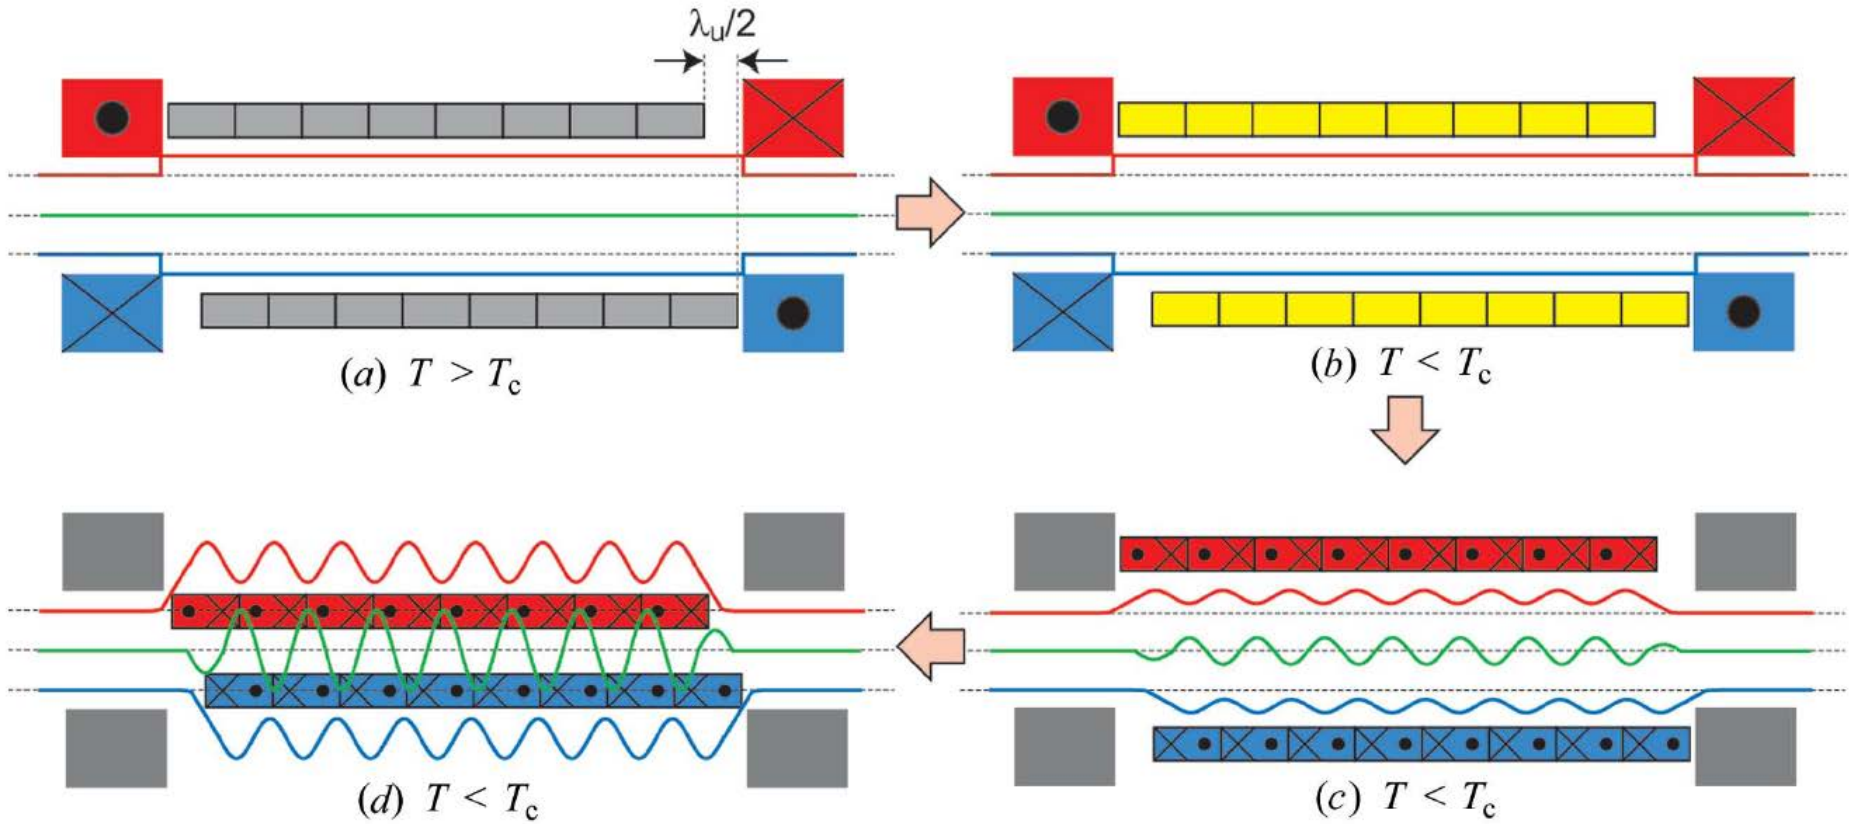 λu/2
(a) T > Tc
(b) T < Tc
(d) T < Tc
(c) T < Tc